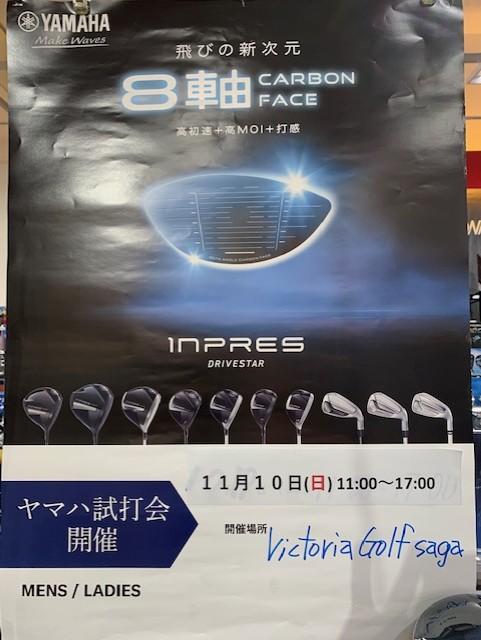 YAMAHA
Make Waves
飛びの新次元
8軸 CARBON FACE
高初速+高MOI+打感
INPRES
DRIVESTAR
11月10日(日) 11:00～17:00
ヤマハ試打会
開催
開催場所 Victoria Golf saga
MENS / LADIES